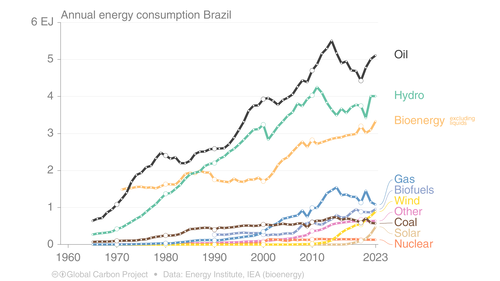 Annual energy consumption Brazil
6 EJ
5
4
3
2
1
0
1960
1970
1980
1990
2000
2010
2023
Oil
Hydro
Bioenergy excluding liquids
Gas
Biofuels
Wind
Other
Coal
Solar
Nuclear
Global Carbon Project • Data: Energy Institute, IEA (bioenergy)